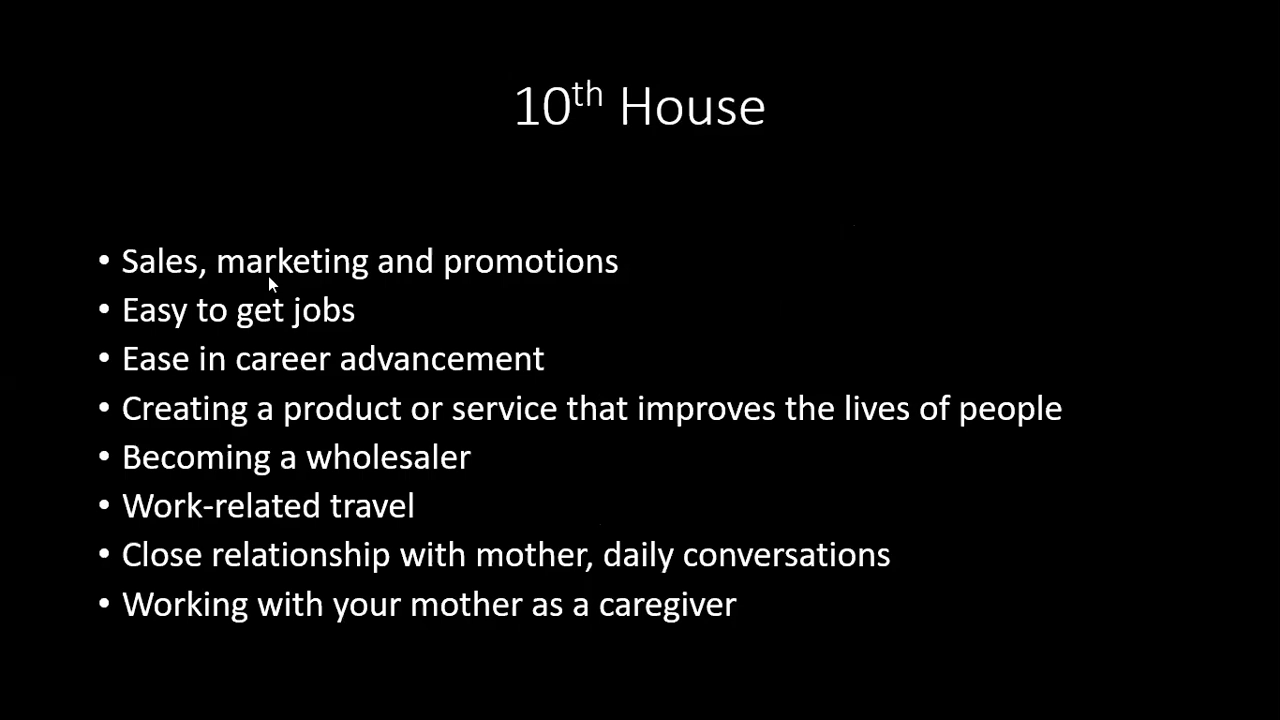 10th House
• Sales, marketing and promotions
• Easy to get jobs
• Ease in career advancement
• Creating a product or service that improves the lives of people
• Becoming a wholesaler
• Work-related travel
• Close relationship with mother, daily conversations
• Working with your mother as a caregiver